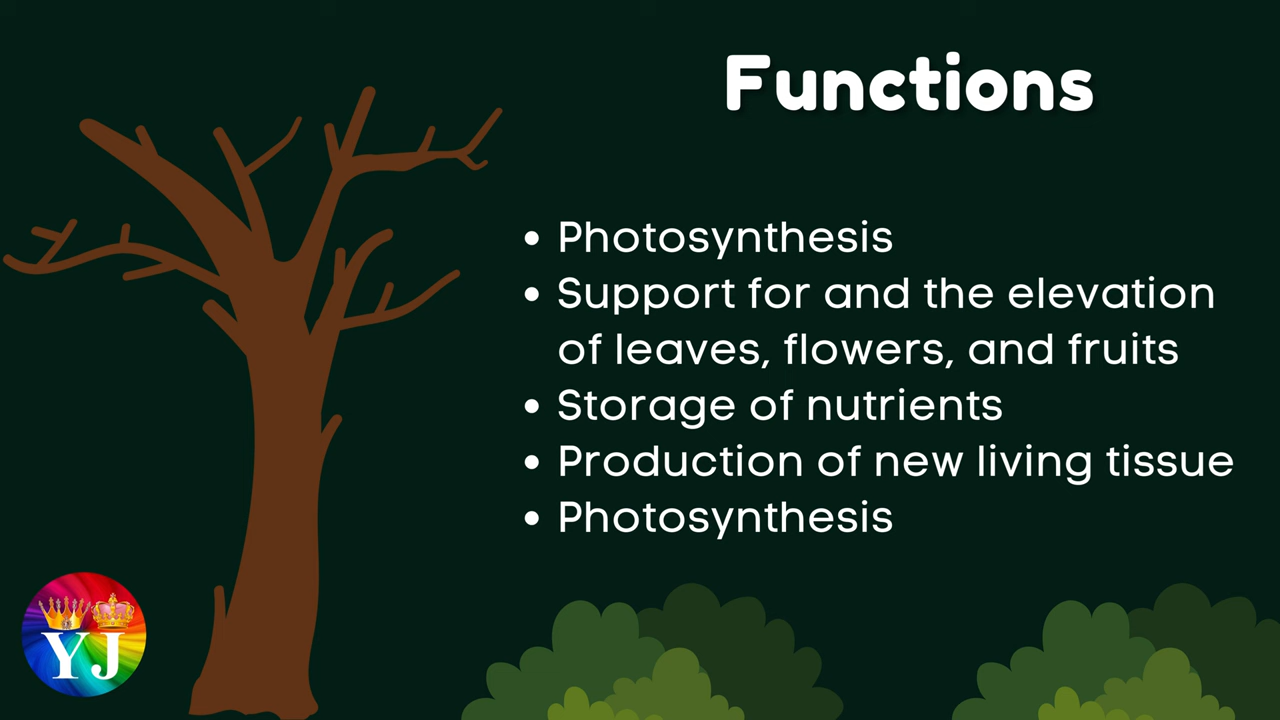 Functions
• Photosynthesis
• Support for and the elevation
of leaves, flowers, and fruits
• Storage of nutrients
• Production of new living tissue
• Photosynthesis
YJ